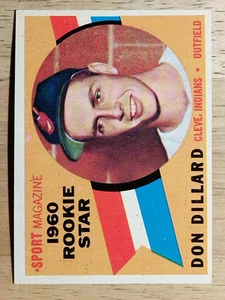 *SPORT MAGAZINE
1960
ROOKIE
STAR
DON DILLARD
CLEVE. INDIANS • OUTFIELD